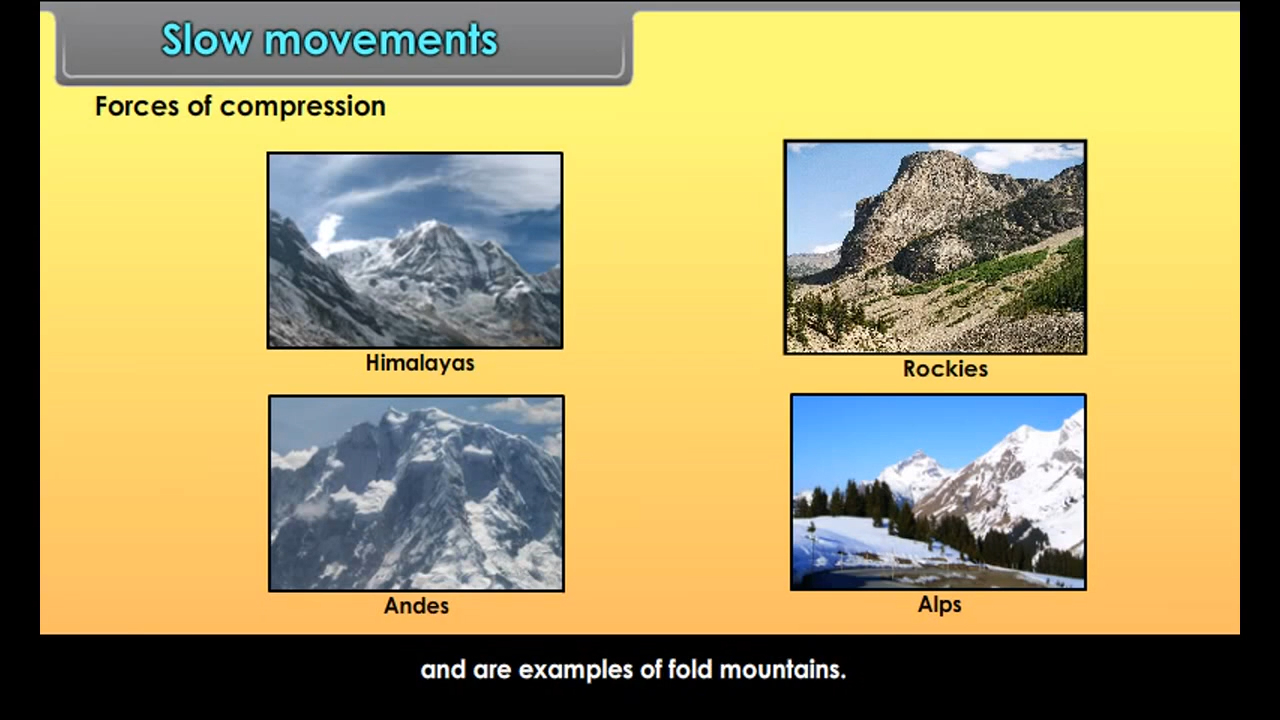 Slow movements
Forces of compression
Himalayas
Rockies
Andes
Alps
and are examples of fold mountains.